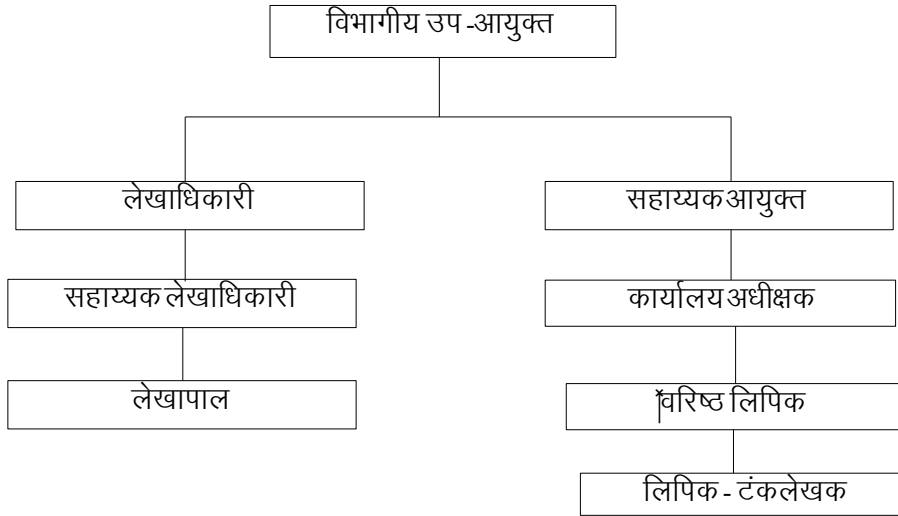 विभागीय उप -आयुक्त
लेखाधिकारी
सहाय्यक आयुक्त
सहाय्यक लेखाधिकारी
कार्यालय अधीक्षक
लेखापाल
वरिष्ठ लिपिक
लिपिक - टंकलेखक